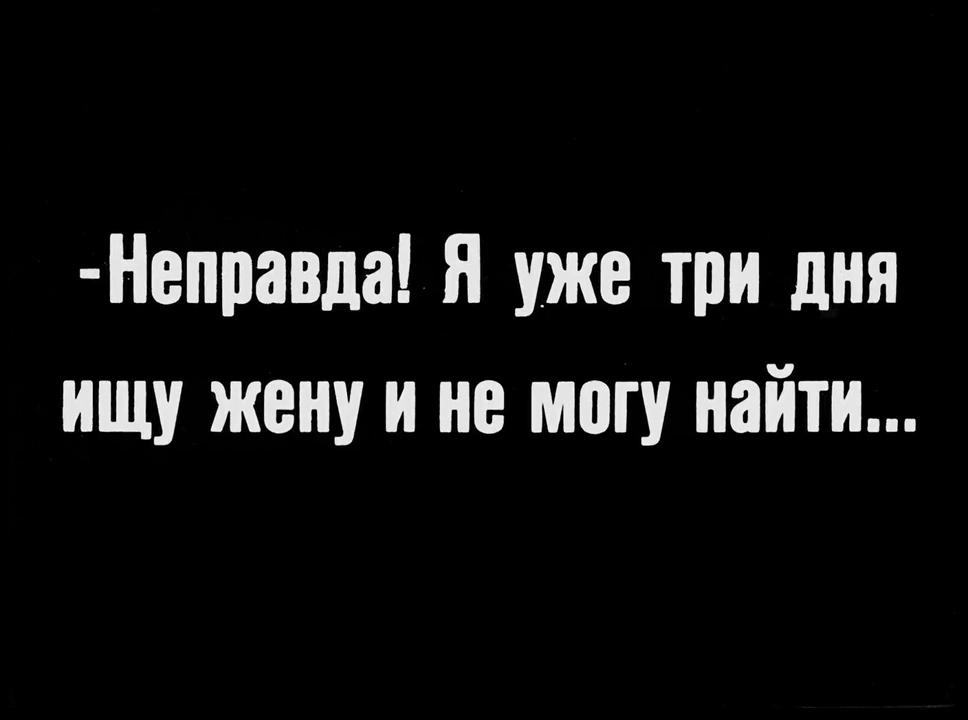 -Неправда! Я уже три дня
ищу жену и не могу найти...